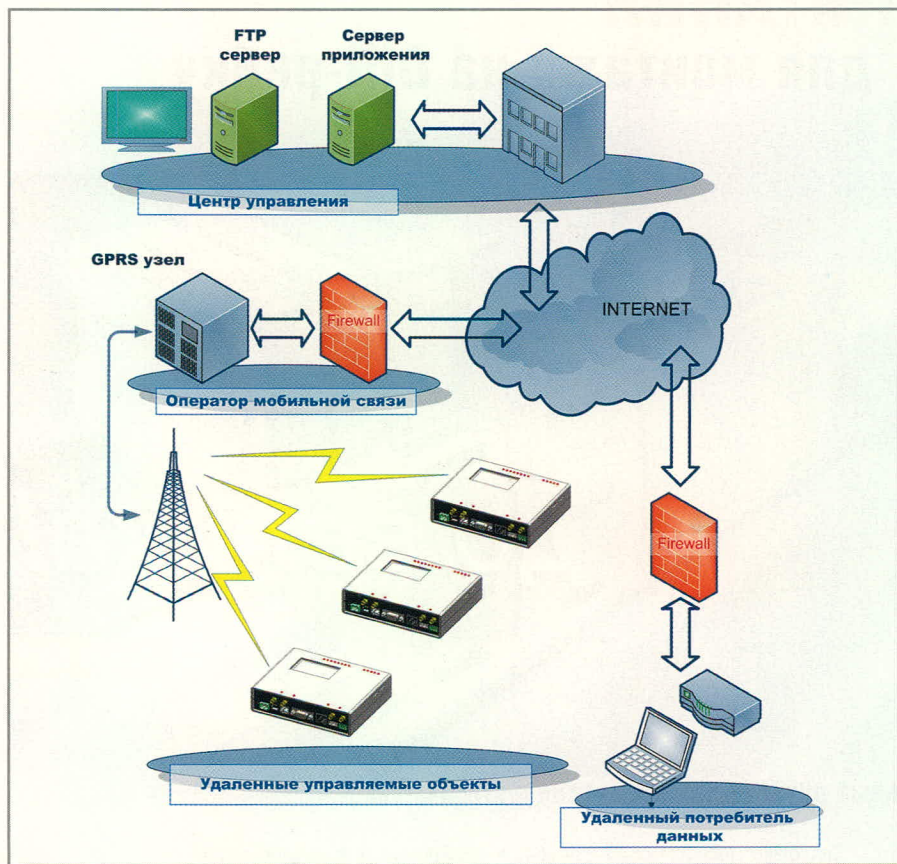 FTP
сервер
Сервер
приложения
Центр управления
GPRS узел
Firewall
INTERNET
Оператор мобильной связи
Firewall
Удаленные управляемые объекты
Удаленный потребитель
данных